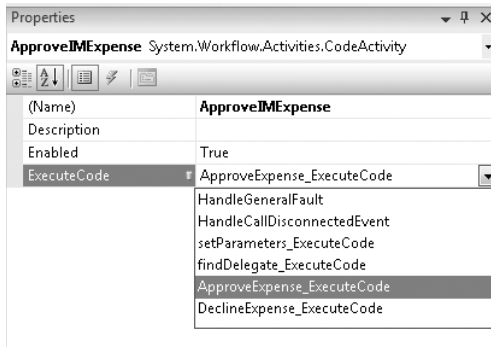 Properties
ApproveIMExpense System.Workflow.Activities.CodeActivity
(Name) ApproveIMExpense
Description
Enabled True
ExecuteCode ApproveExpense_ExecuteCode
HandleGeneralFault
HandleCallDisconnectedEvent
setParameters_ExecuteCode
findDelegate_ExecuteCode
ApproveExpense_ExecuteCode
DeclineExpense_ExecuteCode